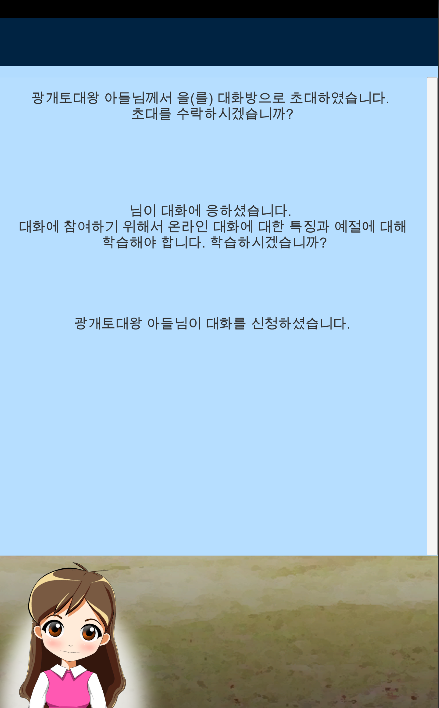 광개토대왕 아들님께서 을(를) 대화방으로 초대하였습니다.
초대를 수락하시겠습니까?
님이 대화에 응하셨습니다.
대화에 참여하기 위해서 온라인 대화에 대한 특징과 예절에 대해
학습해야 합니다. 학습하시겠습니까?
광개토대왕 아들님이 대화를 신청하셨습니다.